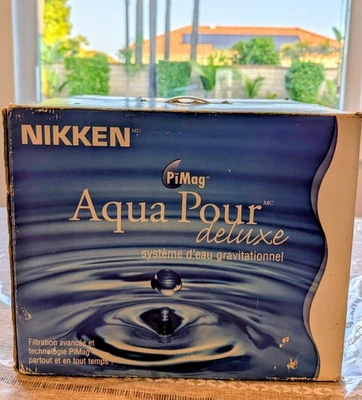 NIKKEN MD
PiMag™
Aqua Pour MC
deluxe
système d'eau gravitationnel
Filtration avancée et
technologie PiMag
partout et en tout temps